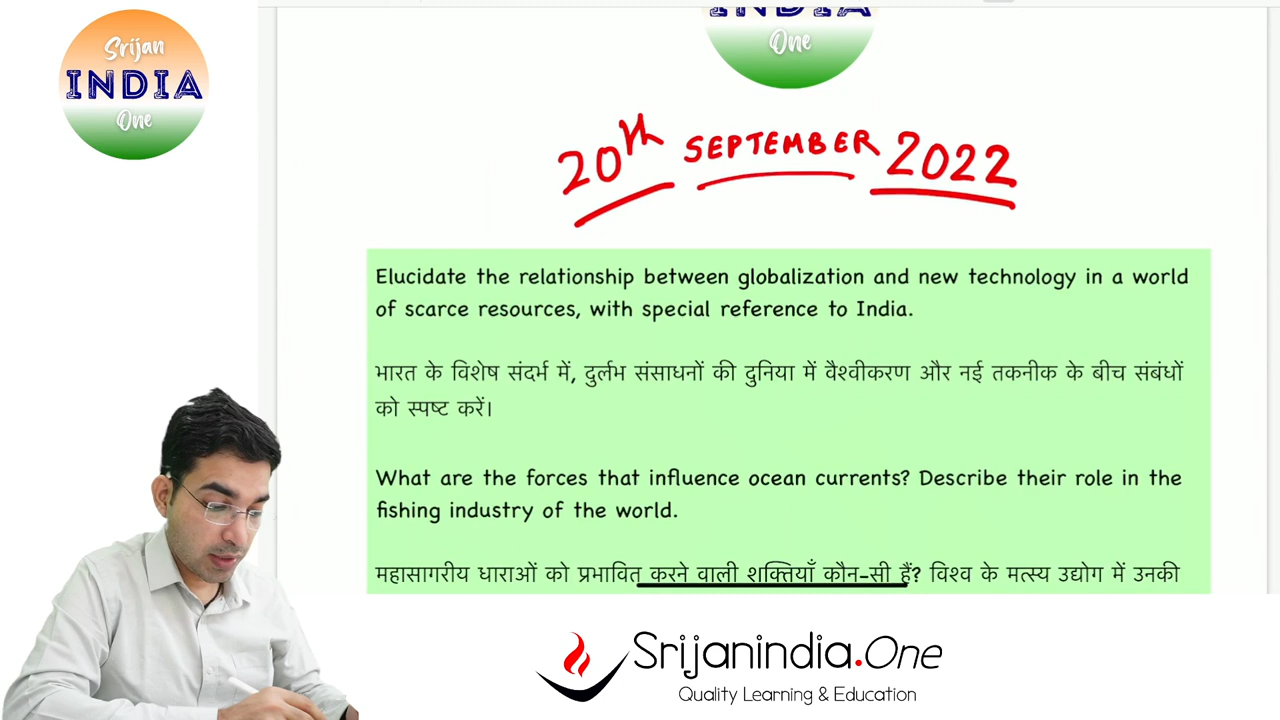 Srijan
INDIA
One
INDIA
One
20th SEPTEMBER 2022
Elucidate the relationship between globalization and new technology in a world
of scarce resources, with special reference to India.
भारत के विशेष संदर्भ में, दुर्लभ संसाधनों की दुनिया में वैश्वीकरण और नई तकनीक के बीच संबंधों
को स्पष्ट करें।
What are the forces that influence ocean currents? Describe their role in the
fishing industry of the world.
महासागरीय धाराओं को प्रभावित करने वाली शक्तियाँ कौन-सी हैं? विश्व के मत्स्य उद्योग में उनकी
Srijanindia.One
Quality Learning & Education